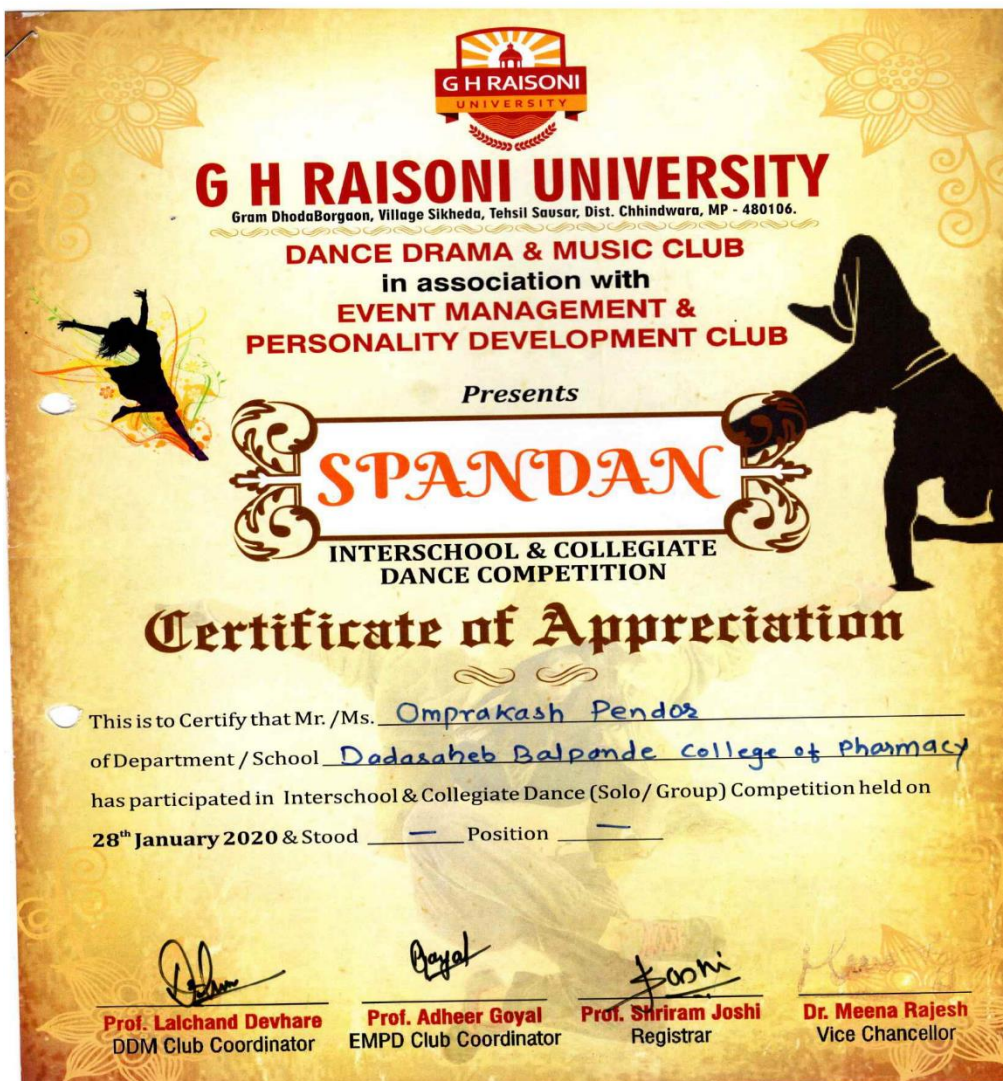 G H RAISONI
UNIVERSITY
G H RAISONI UNIVERSITY
Gram DhodaBorgaon, Village Sikheda, Tehsil Sausar, Dist. Chhindwara, MP - 480106.
DANCE DRAMA & MUSIC CLUB
in association with
EVENT MANAGEMENT &
PERSONALITY DEVELOPMENT CLUB
Presents
SPANDAN
INTERSCHOOL & COLLEGIATE
DANCE COMPETITION
Certificate of Appreciation
This is to Certify that Mr. /Ms. Omprakash Pendor
of Department / School Dadasaheb Balpande College of Pharmacy
has participated in Interschool & Collegiate Dance (Solo/ Group) Competition held on
28th January 2020 & Stood — Position —
Joshi
Prof. Lalchand Devhare Prof. Adheer Goyal Prof. Shriram Joshi Dr. Meena Rajesh
DDM Club Coordinator EMPD Club Coordinator Registrar Vice Chancellor